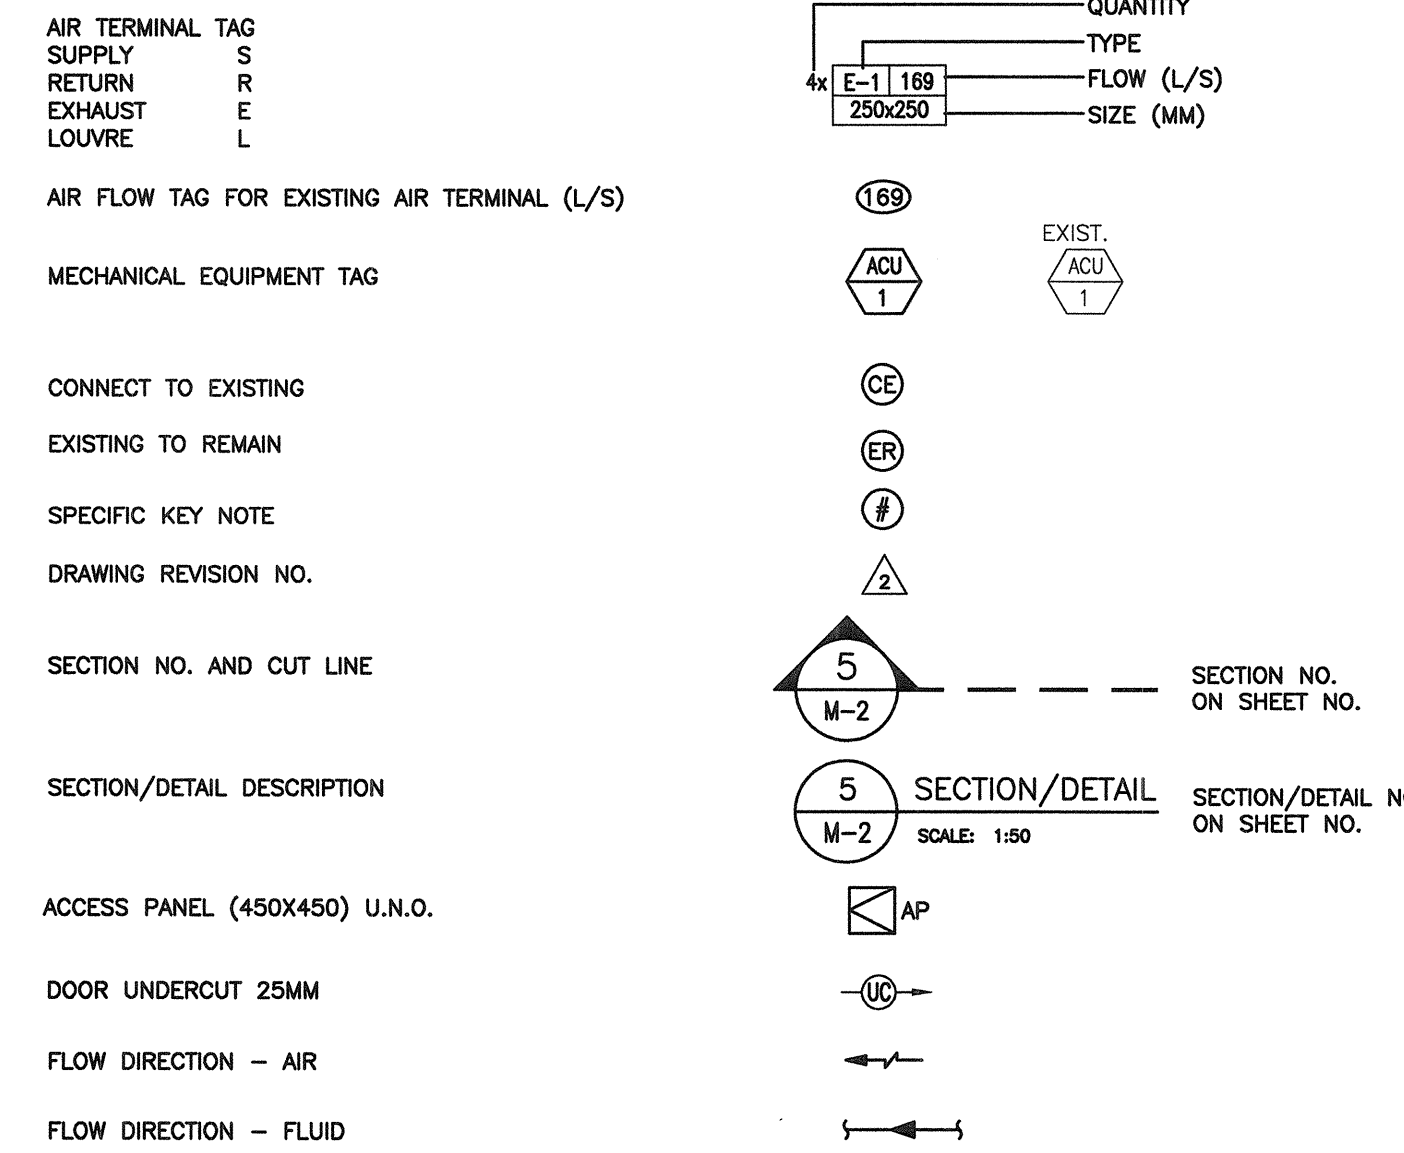 QUANTITY
AIR TERMINAL TAG
SUPPLY S
TYPE
RETURN R
4x E-1 169 FLOW (L/S)
EXHAUST E
250x250 SIZE (MM)
LOUVRE L
AIR FLOW TAG FOR EXISTING AIR TERMINAL (L/S) 169
EXIST.
MECHANICAL EQUIPMENT TAG
ACU ACU
1 1
CONNECT TO EXISTING CE
EXISTING TO REMAIN ER
SPECIFIC KEY NOTE #
DRAWING REVISION NO. 2
SECTION NO. AND CUT LINE 5
M-2
SECTION NO.
ON SHEET NO.
SECTION/DETAIL DESCRIPTION 5 SECTION/DETAIL
M-2 SCALE: 1:50
SECTION/DETAIL
ON SHEET NO.
ACCESS PANEL (450X450) U.N.O. AP
DOOR UNDERCUT 25MM UC
FLOW DIRECTION - AIR
FLOW DIRECTION - FLUID